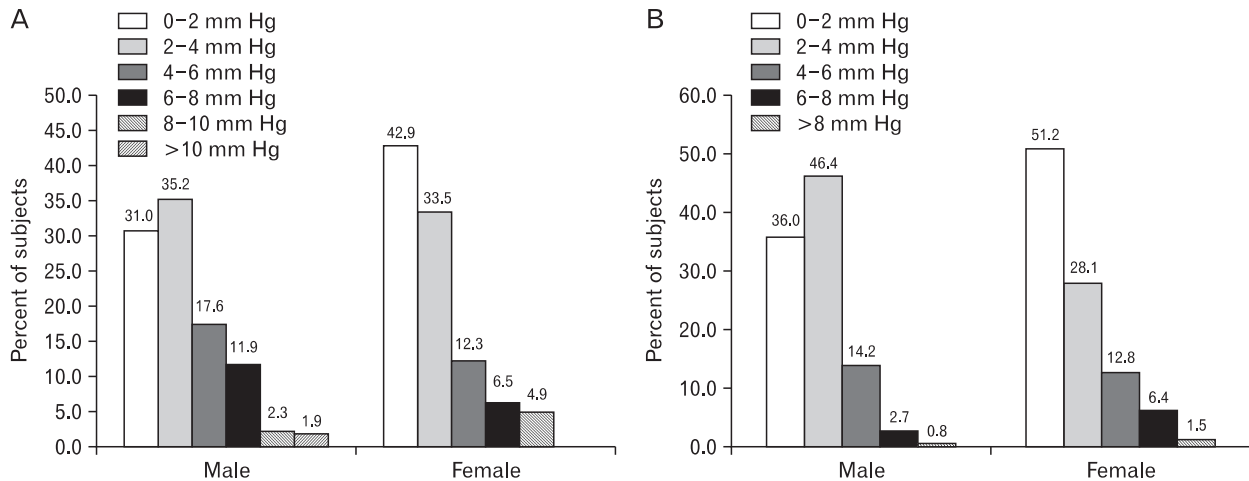 A
0–2 mm Hg
2–4 mm Hg
4–6 mm Hg
6–8 mm Hg
8–10 mm Hg
>10 mm Hg
Percent of subjects
50.0
45.0
40.0
35.0
30.0
25.0
20.0
15.0
10.0
5.0
0.0
31.0
35.2
17.6
11.9
2.3
1.9
42.9
33.5
12.3
6.5
4.9
Male
Female
B
0–2 mm Hg
2–4 mm Hg
4–6 mm Hg
6–8 mm Hg
>8 mm Hg
Percent of subjects
60.0
50.0
40.0
30.0
20.0
10.0
0.0
36.0
46.4
14.2
2.7
0.8
51.2
28.1
12.8
6.4
1.5
Male
Female